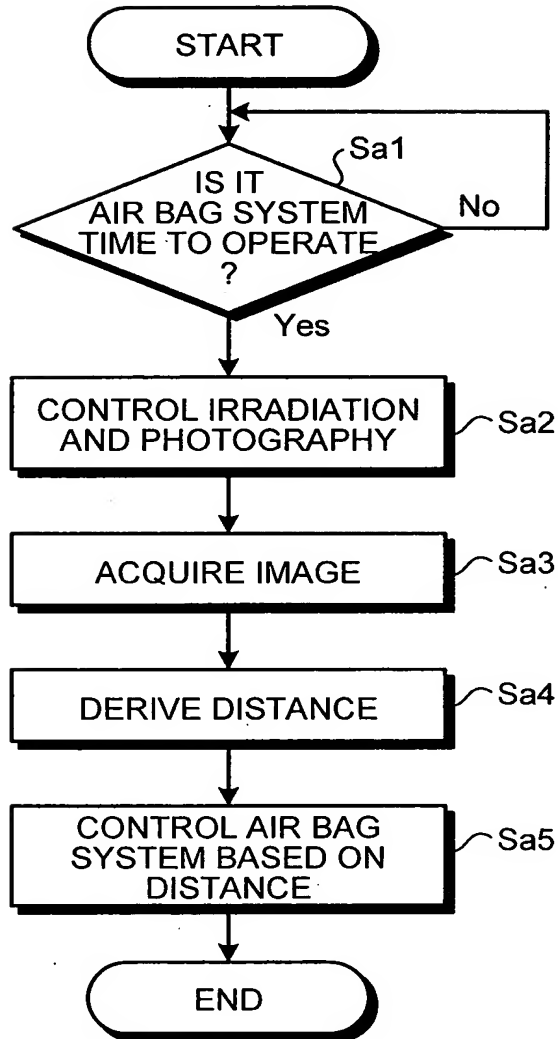 START
Sa1
IS IT
AIR BAG SYSTEM
TIME TO OPERATE
?
No
Yes
CONTROL IRRADIATION
AND PHOTOGRAPHY
Sa2
ACQUIRE IMAGE
Sa3
DERIVE DISTANCE
Sa4
CONTROL AIR BAG
SYSTEM BASED ON
DISTANCE
Sa5
END